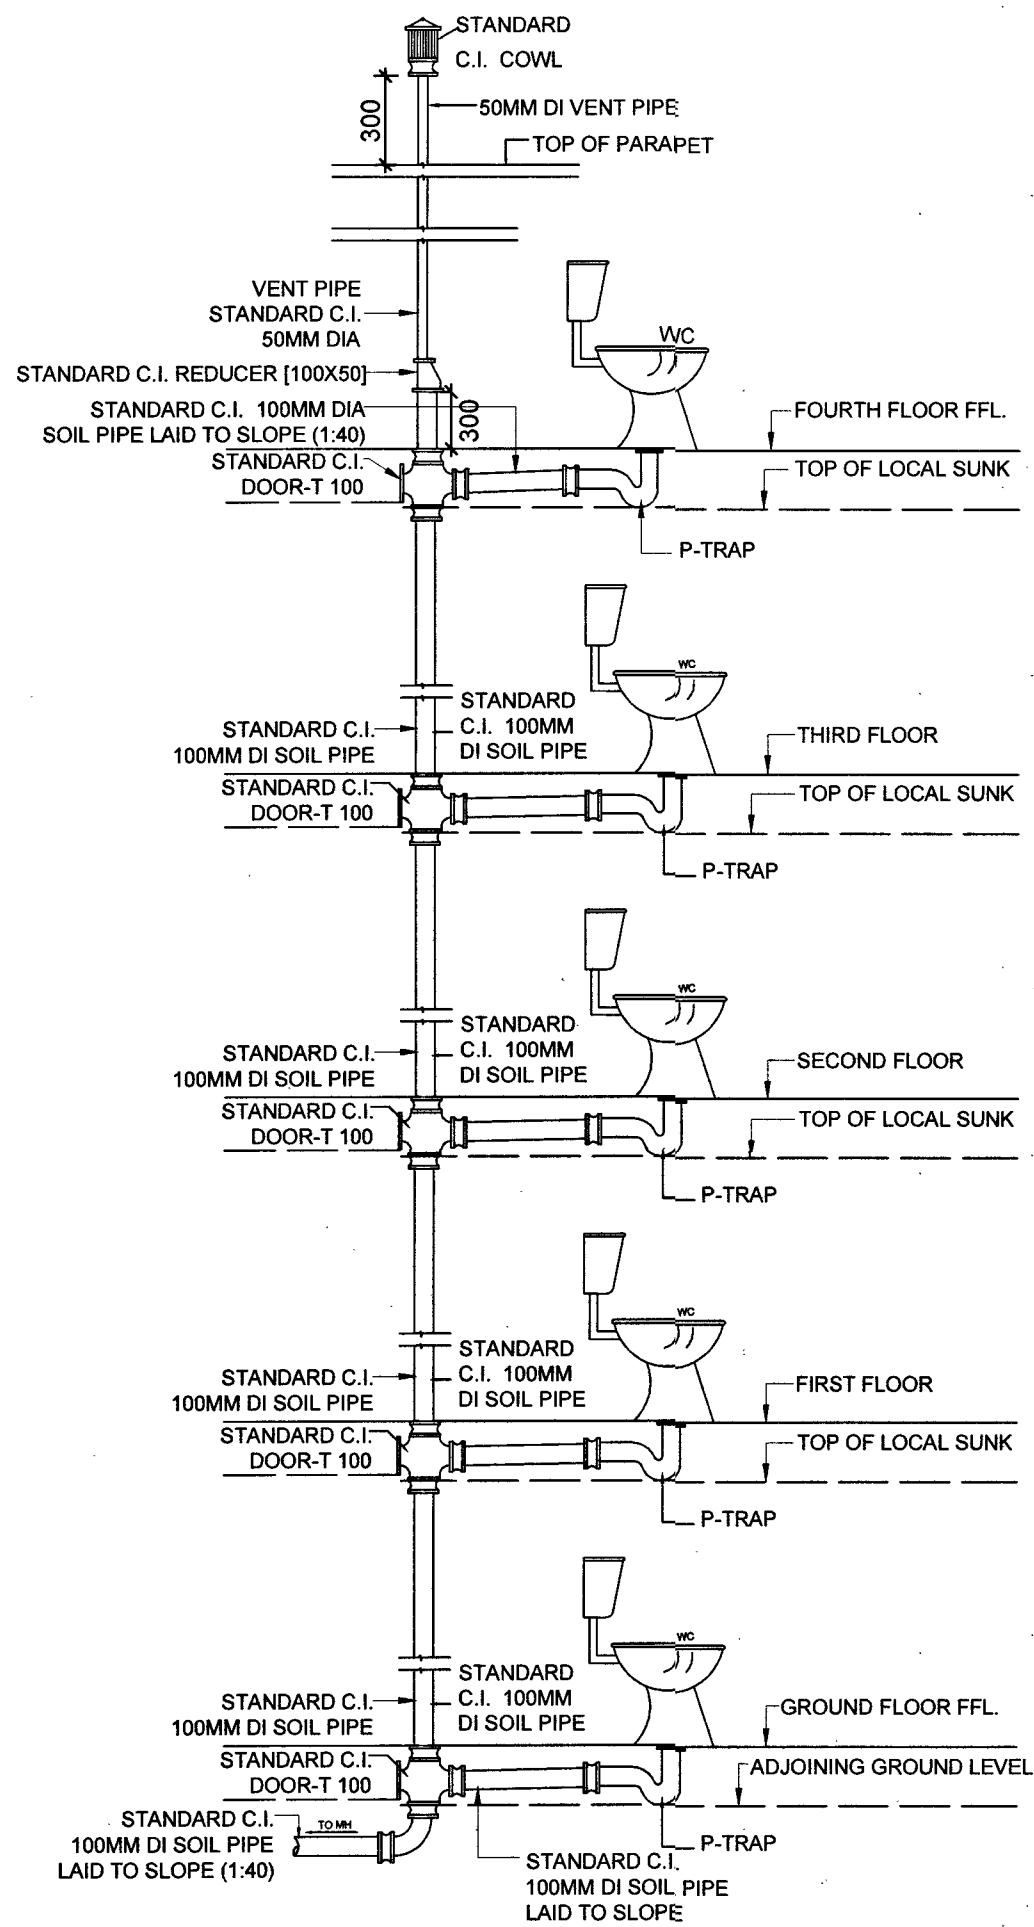 STANDARD
C.I. COWL
300
50MM DI VENT PIPE
TOP OF PARAPET
VENT PIPE
STANDARD C.I.
50MM DIA
WC
STANDARD C.I. REDUCER [100X50]
STANDARD C.I. 100MM DIA
SOIL PIPE LAID TO SLOPE (1:40)
300
FOURTH FLOOR FFL.
STANDARD C.I.
DOOR-T 100
TOP OF LOCAL SUNK
P-TRAP
WC
STANDARD
C.I. 100MM
DI SOIL PIPE
STANDARD C.I.
100MM DI SOIL PIPE
THIRD FLOOR
STANDARD C.I.
DOOR-T 100
TOP OF LOCAL SUNK
P-TRAP
WC
STANDARD
C.I. 100MM
DI SOIL PIPE
STANDARD C.I.
100MM DI SOIL PIPE
SECOND FLOOR
STANDARD C.I.
DOOR-T 100
TOP OF LOCAL SUNK
P-TRAP
WC
STANDARD
C.I. 100MM
DI SOIL PIPE
STANDARD C.I.
100MM DI SOIL PIPE
FIRST FLOOR
STANDARD C.I.
DOOR-T 100
TOP OF LOCAL SUNK
P-TRAP
WC
STANDARD
C.I. 100MM
DI SOIL PIPE
STANDARD C.I.
100MM DI SOIL PIPE
GROUND FLOOR FFL.
STANDARD C.I.
DOOR-T 100
ADJOINING GROUND LEVEL
P-TRAP
STANDARD C.I.
100MM DI SOIL PIPE
LAID TO SLOPE (1:40)
TO MH
STANDARD C.I.
100MM DI SOIL PIPE
LAID TO SLOPE